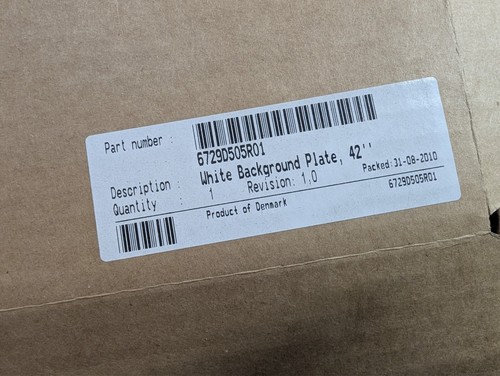 Part number :
6729D505R01
Description : White Background Plate, 42''
Quantity 1 Revision: 1,0 Packed:31-08-2010
Product of Denmark 6729D505R01